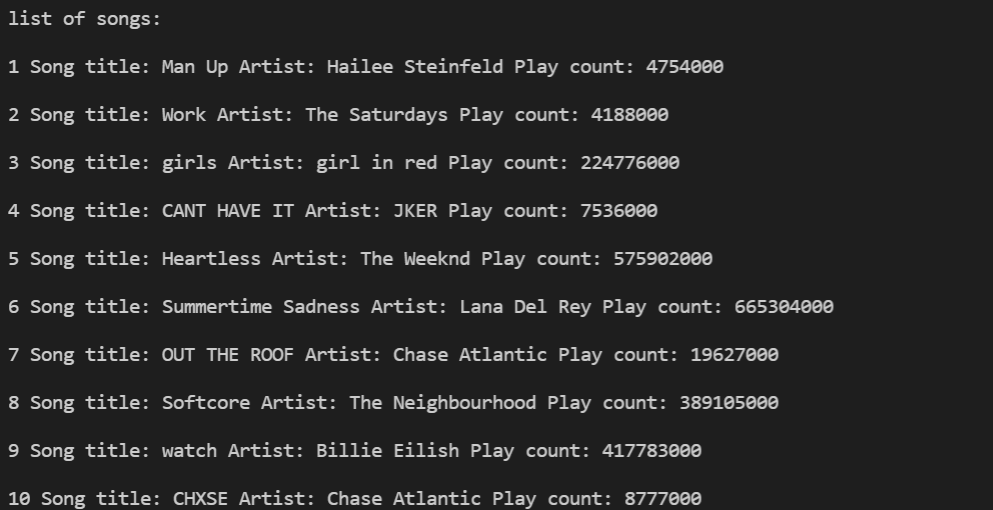 list of songs:
1 Song title: Man Up Artist: Hailee Steinfeld Play count: 4754000
2 Song title: Work Artist: The Saturdays Play count: 4188000
3 Song title: girls Artist: girl in red Play count: 224776000
4 Song title: CANT HAVE IT Artist: JKER Play count: 7536000
5 Song title: Heartless Artist: The Weeknd Play count: 575902000
6 Song title: Summertime Sadness Artist: Lana Del Rey Play count: 665304000
7 Song title: OUT THE ROOF Artist: Chase Atlantic Play count: 19627000
8 Song title: Softcore Artist: The Neighbourhood Play count: 389105000
9 Song title: watch Artist: Billie Eilish Play count: 417783000
10 Song title: CHXSE Artist: Chase Atlantic Play count: 8777000